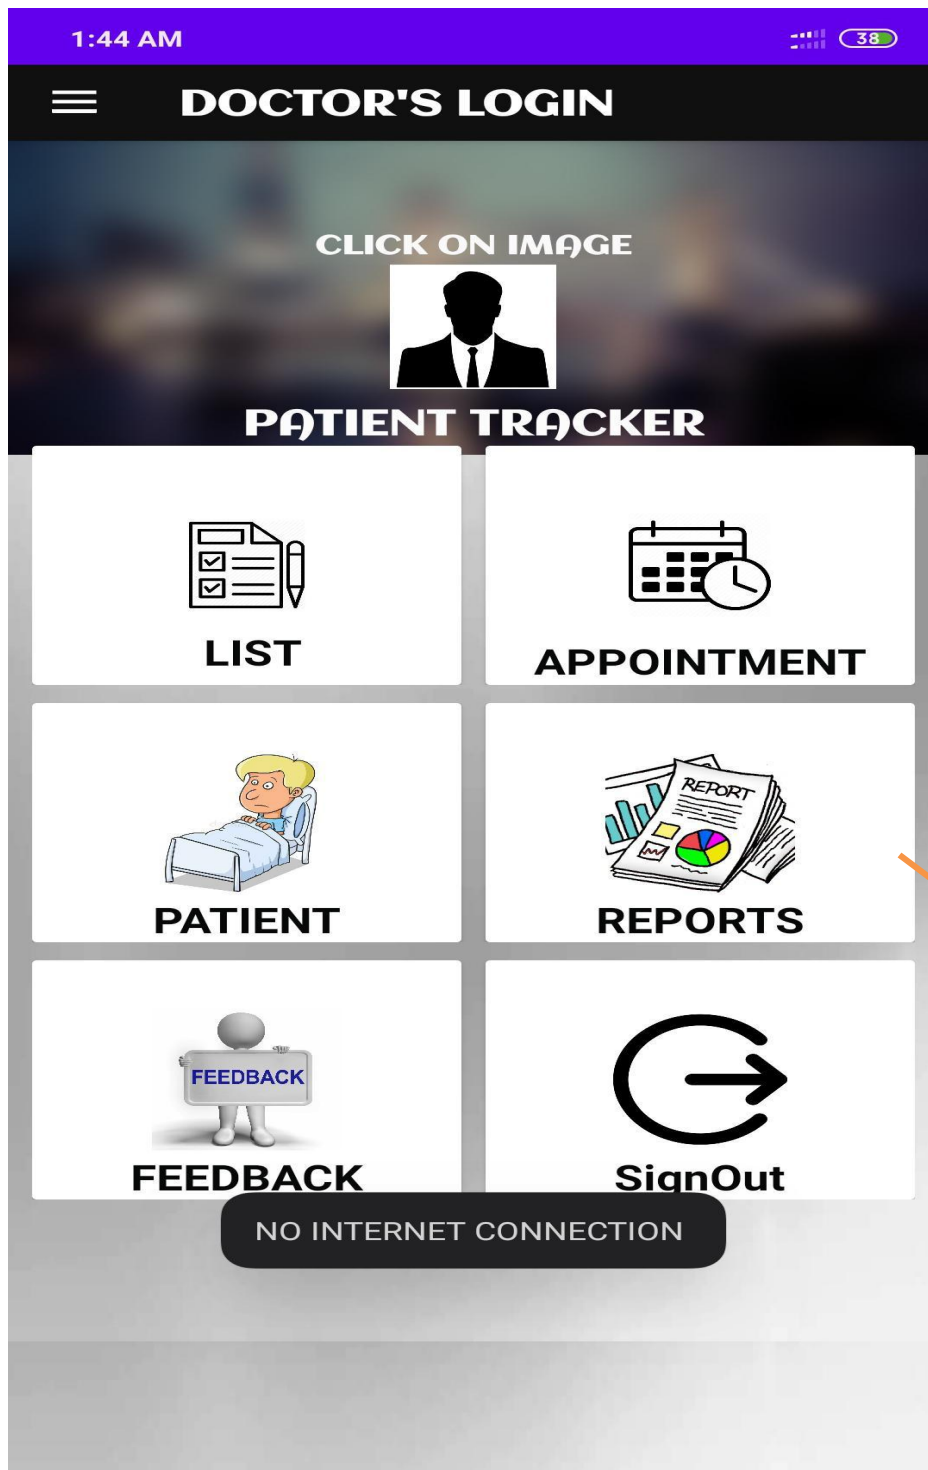 1:44 AM
38
DOCTOR'S LOGIN
CLICK ON IMAGE
PATIENT TRACKER
LIST
APPOINTMENT
REPORT
PATIENT
REPORTS
FEEDBACK
FEEDBACK
SignOut
NO INTERNET CONNECTION